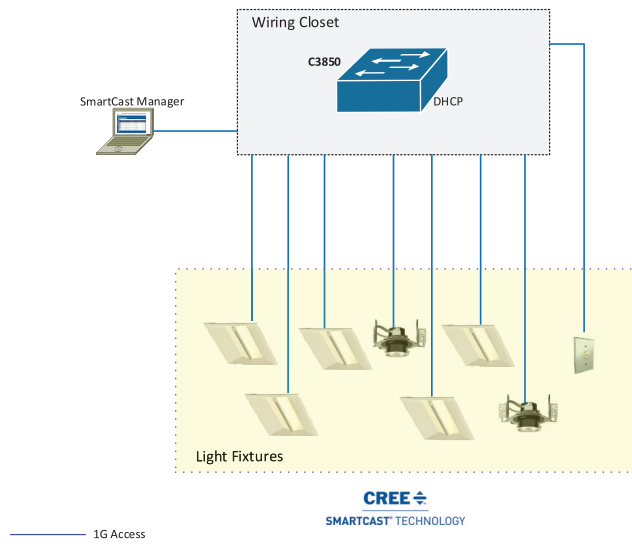 Wiring Closet
C3850
DHCP
SmartCast Manager
Light Fixtures
CREE
SMARTCAST® TECHNOLOGY
1G Access